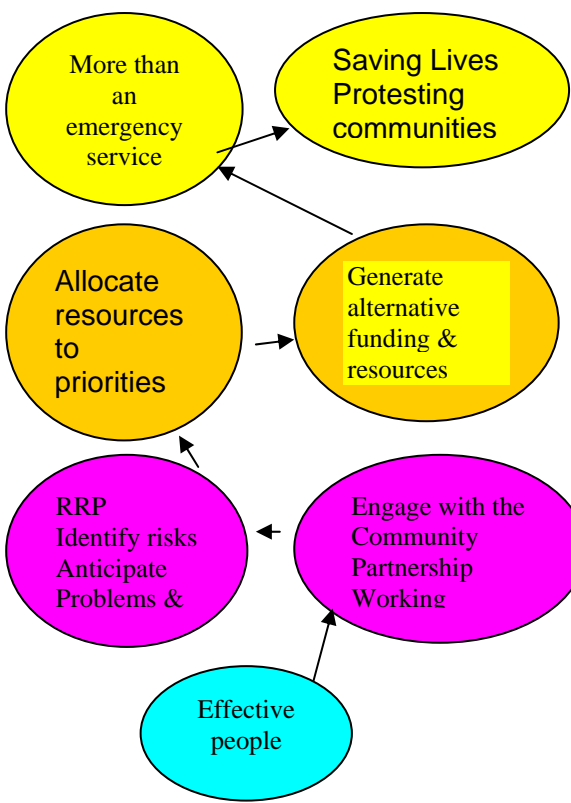 More than
an
emergency
service
Saving Lives
Protesting
communities
Allocate
resources
to
priorities
Generate
alternative
funding &
resources
RRP
Identify risks
Anticipate
Problems &
Engage with the
Community
Partnership
Working
Effective
people